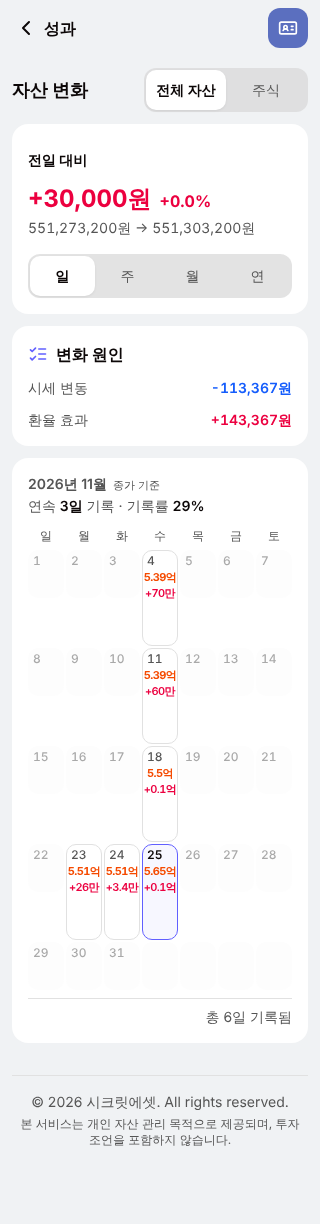 성과
자산 변화
전체 자산 주식
전일 대비
+30,000원 +0.0%
551,273,200원 → 551,303,200원
일 주 월 연
변화 원인
시세 변동 -113,367원
환율 효과 +143,367원
2026년 11월 종가 기준
연속 3일 기록 · 기록률 29%
일 월 화 수 목 금 토
1 2 3 4 5 6 7
5.39억
+70만
8 9 10 11 12 13 14
5.39억
+60만
15 16 17 18 19 20 21
5.5억
+0.1억
22 23 24 25 26 27 28
5.51억 5.51억 5.65억
+26만 +3.4만 +0.1억
29 30 31
총 6일 기록됨
© 2026 시크릿에셋. All rights reserved.
본 서비스는 개인 자산 관리 목적으로 제공되며, 투자
조언을 포함하지 않습니다.